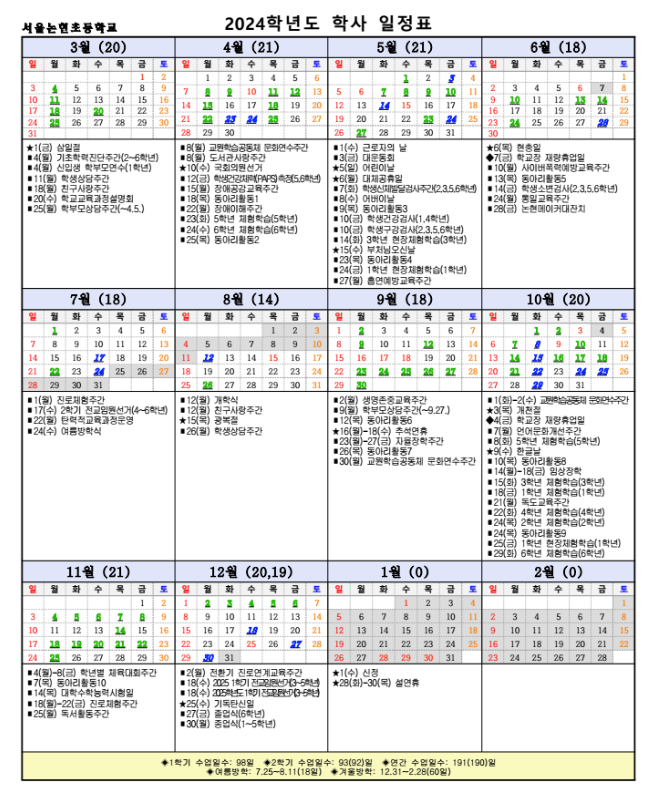 서울논현초등학교
2024학년도 학사 일정표
3월 (20)
일 월 화 수 목 금 토
1 2
3 4 5 6 7 8 9
10 11 12 13 14 15 16
17 18 19 20 21 22 23
24 25 26 27 28 29 30
31
★1(금) 삼일절
■4(월) 기초학력진단주간(2~6학년)
■4(월) 신입생 학부모연수(1학년)
■11(월) 학생상담주간
■18(월) 친구사랑주간
■20(수) 학교교육과정설명회
■25(월) 학부모상담주간(~4.5.)
4월 (21)
일 월 화 수 목 금 토
1 2 3 4 5 6
7 8 9 10 11 12 13
14 15 16 17 18 19 20
21 22 23 24 25 26 27
28 29 30
■8(월) 교원학습공동체 문화연수주간
■8(월) 도서관사랑주간
★10(수) 국회의원선거
■12(금) 학생건강체력평가(PAPS)측정(5,6학년)
■15(월) 장애공감교육주간
■18(목) 동아리활동1
■22(월) 장애이해주간
■23(화) 5학년 체험학습(5학년)
■24(수) 6학년 체험학습(6학년)
■25(목) 동아리활동2
5월 (21)
일 월 화 수 목 금 토
1 2 3 4
5 6 7 8 9 10 11
12 13 14 15 16 17 18
19 20 21 22 23 24 25
26 27 28 29 30 31
■1(수) 근로자의 날
■3(금) 대운동회
★5(일) 어린이날
★6(월) 대체공휴일
■7(화) 학생신체발달검사주간(2,3,5,6학년)
■8(수) 어버이날
■9(목) 동아리활동3
■10(금) 학생건강검사(1,4학년)
■10(금) 학생구강검사(2,3,5,6학년)
■14(화) 3학년 현장체험학습(3학년)
★15(수) 부처님오신날
■23(목) 동아리활동4
■24(금) 1학년 현장체험학습(1학년)
■27(월) 흡연예방교육주간
6월 (18)
일 월 화 수 목 금 토
1
2 3 4 5 6 7 8
9 10 11 12 13 14 15
16 17 18 19 20 21 22
23 24 25 26 27 28 29
30
★6(목) 현충일
◆7(금) 학교장 재량휴업일
■10(월) 사이버폭력예방교육주간
■13(목) 동아리활동5
■14(금) 학생소변검사(2,3,5,6학년)
■24(월) 통일교육주간
■28(금) 논현메이커대잔치
7월 (18)
일 월 화 수 목 금 토
1 2 3 4 5 6
7 8 9 10 11 12 13
14 15 16 17 18 19 20
21 22 23 24 25 26 27
28 29 30 31
■1(월) 진로체험주간
■17(수) 2학기 전교임원선거(4~6학년)
■22(월) 탄력적교육과정운영
■24(수) 여름방학식
8월 (14)
일 월 화 수 목 금 토
1 2 3
4 5 6 7 8 9 10
11 12 13 14 15 16 17
18 19 20 21 22 23 24
25 26 27 28 29 30 31
■12(월) 개학식
■12(월) 친구사랑주간
★15(목) 광복절
■26(월) 학생상담주간
9월 (18)
일 월 화 수 목 금 토
1 2 3 4 5 6 7
8 9 10 11 12 13 14
15 16 17 18 19 20 21
22 23 24 25 26 27 28
29 30
■2(월) 생명존중교육주간
■9(월) 학부모상담주간(~9.27.)
■12(목) 동아리활동6
★16(월)-18(수) 추석연휴
■23(월)-27(금) 자율장학주간
■26(목) 동아리활동7
■30(월) 교원학습공동체 문화연수주간
10월 (20)
일 월 화 수 목 금 토
1 2 3 4 5
6 7 8 9 10 11 12
13 14 15 16 17 18 19
20 21 22 23 24 25 26
27 28 29 30 31
■1(화)-2(수) 교원학습공동체 문화연수주간
★3(목) 개천절
◆4(금) 학교장 재량휴업일
■7(월) 언어문화개선주간
■8(화) 5학년 체험학습(5학년)
★9(수) 한글날
■10(목) 동아리활동8
■14(월)-18(금) 임상장학
■15(화) 3학년 체험학습(3학년)
■18(금) 1학년 체험학습(1학년)
■21(월) 독도교육주간
■22(화) 4학년 체험학습(4학년)
■24(목) 2학년 체험학습(2학년)
■24(목) 동아리활동9
■25(금) 1학년 현장체험학습(1학년)
■29(화) 6학년 체험학습(6학년)
11월 (21)
일 월 화 수 목 금 토
1 2
3 4 5 6 7 8 9
10 11 12 13 14 15 16
17 18 19 20 21 22 23
24 25 26 27 28 29 30
■4(월)-8(금) 학년별 체육대회주간
■7(목) 동아리활동10
■14(목) 대학수학능력시험일
■18(월)-22(금) 진로체험주간
■25(월) 독서활동주간
12월 (20,19)
일 월 화 수 목 금 토
1 2 3 4 5 6 7
8 9 10 11 12 13 14
15 16 17 18 19 20 21
22 23 24 25 26 27 28
29 30 31
■2(월) 전환기 진로연계교육주간
■18(수) 2025 1학기 전교임원선거(3~5학년)
■18(수) 2025학년도 1학기 전교임원선거(3~5학년)
★25(수) 기독탄신일
■27(금) 졸업식(6학년)
■30(월) 종업식(1~5학년)
1월 (0)
일 월 화 수 목 금 토
1 2 3 4
5 6 7 8 9 10 11
12 13 14 15 16 17 18
19 20 21 22 23 24 25
26 27 28 29 30 31
★1(수) 신정
★28(화)-30(목) 설연휴
2월 (0)
일 월 화 수 목 금 토
1
2 3 4 5 6 7 8
9 10 11 12 13 14 15
16 17 18 19 20 21 22
23 24 25 26 27 28
◈1학기 수업일수: 98일 ◈2학기 수업일수: 93(92)일 ◈연간 수업일수: 191(190)일
◈여름방학: 7.25~8.11(18일) ◈겨울방학: 12.31~2.28(60일)